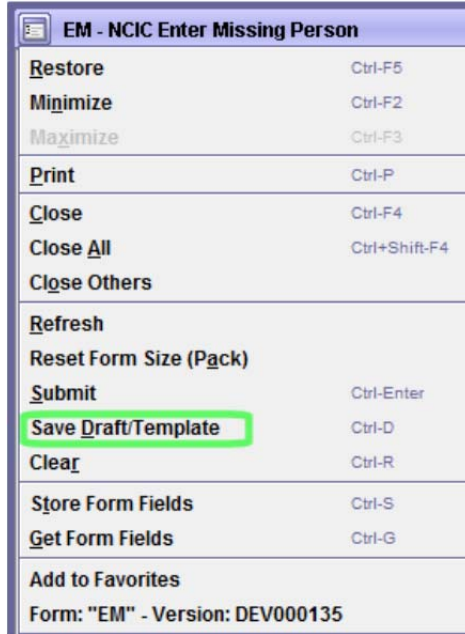 EM - NCIC Enter Missing Person
Restore Ctrl-F5
Minimize Ctrl-F2
Maximize Ctrl-F3
Print Ctrl-P
Close Ctrl-F4
Close All Ctrl+Shift-F4
Close Others
Refresh
Reset Form Size (Pack)
Submit Ctrl-Enter
Save Draft/Template Ctrl-D
Clear Ctrl-R
Store Form Fields Ctrl-S
Get Form Fields Ctrl-G
Add to Favorites
Form: "EM" - Version: DEV000135